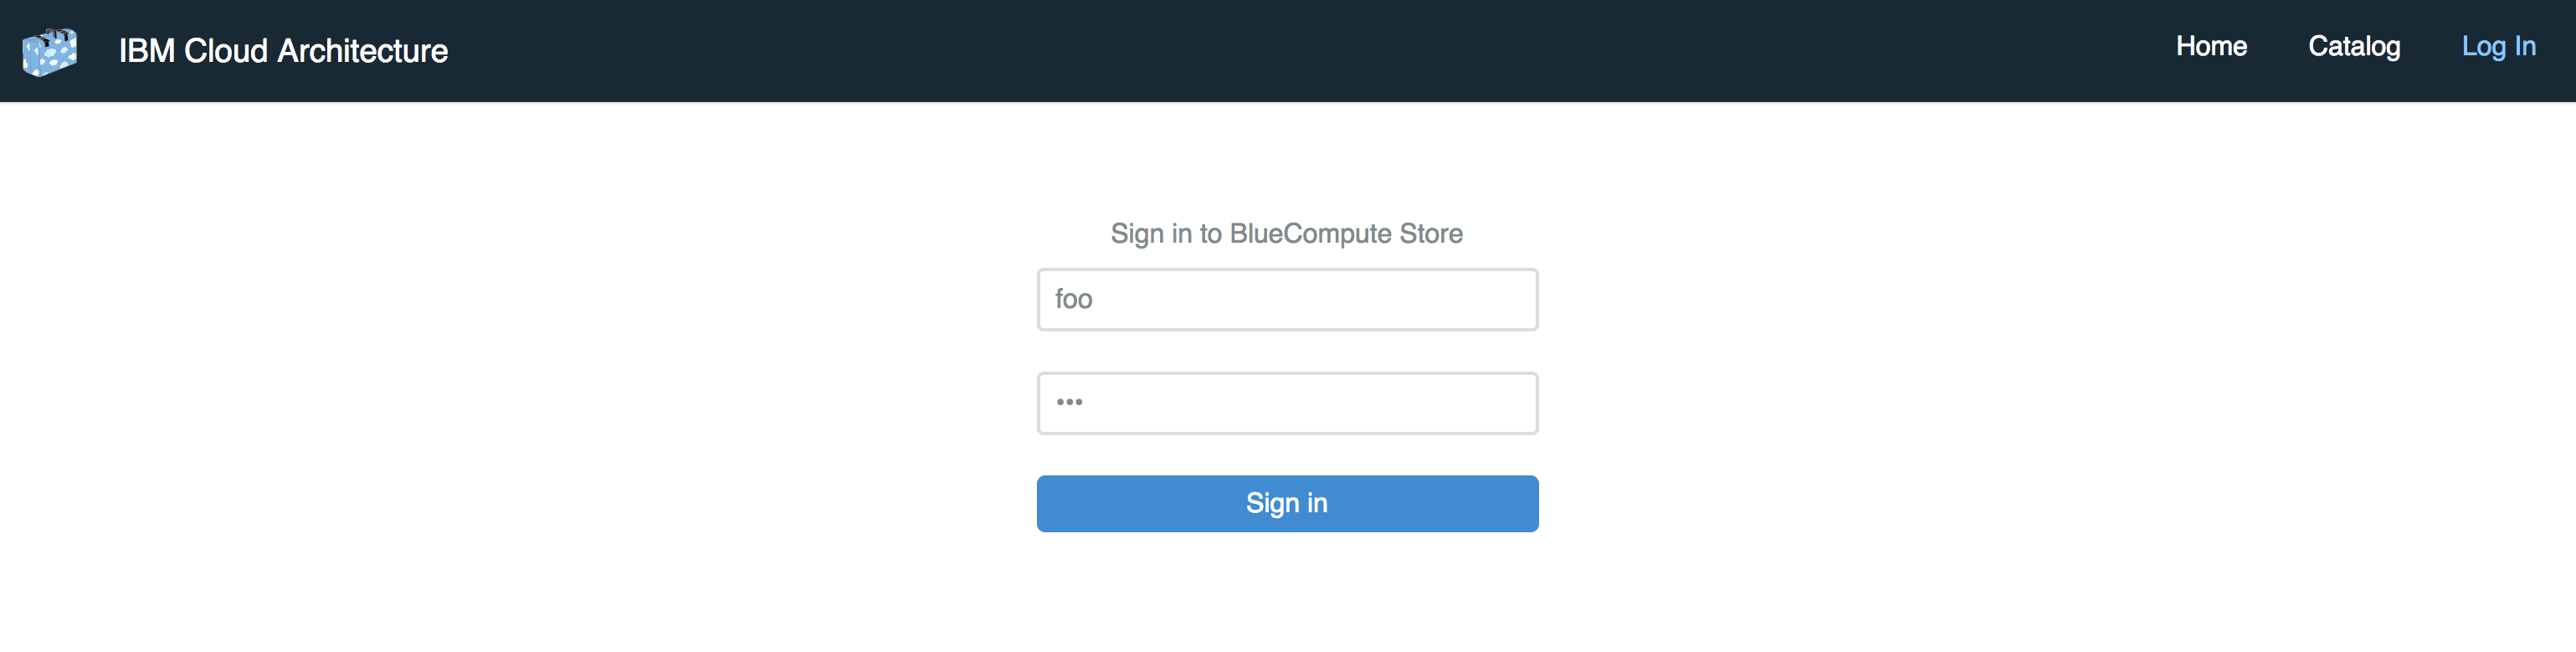 IBM Cloud Architecture
Home Catalog Log In
Sign in to BlueCompute Store
foo
•••
Sign in